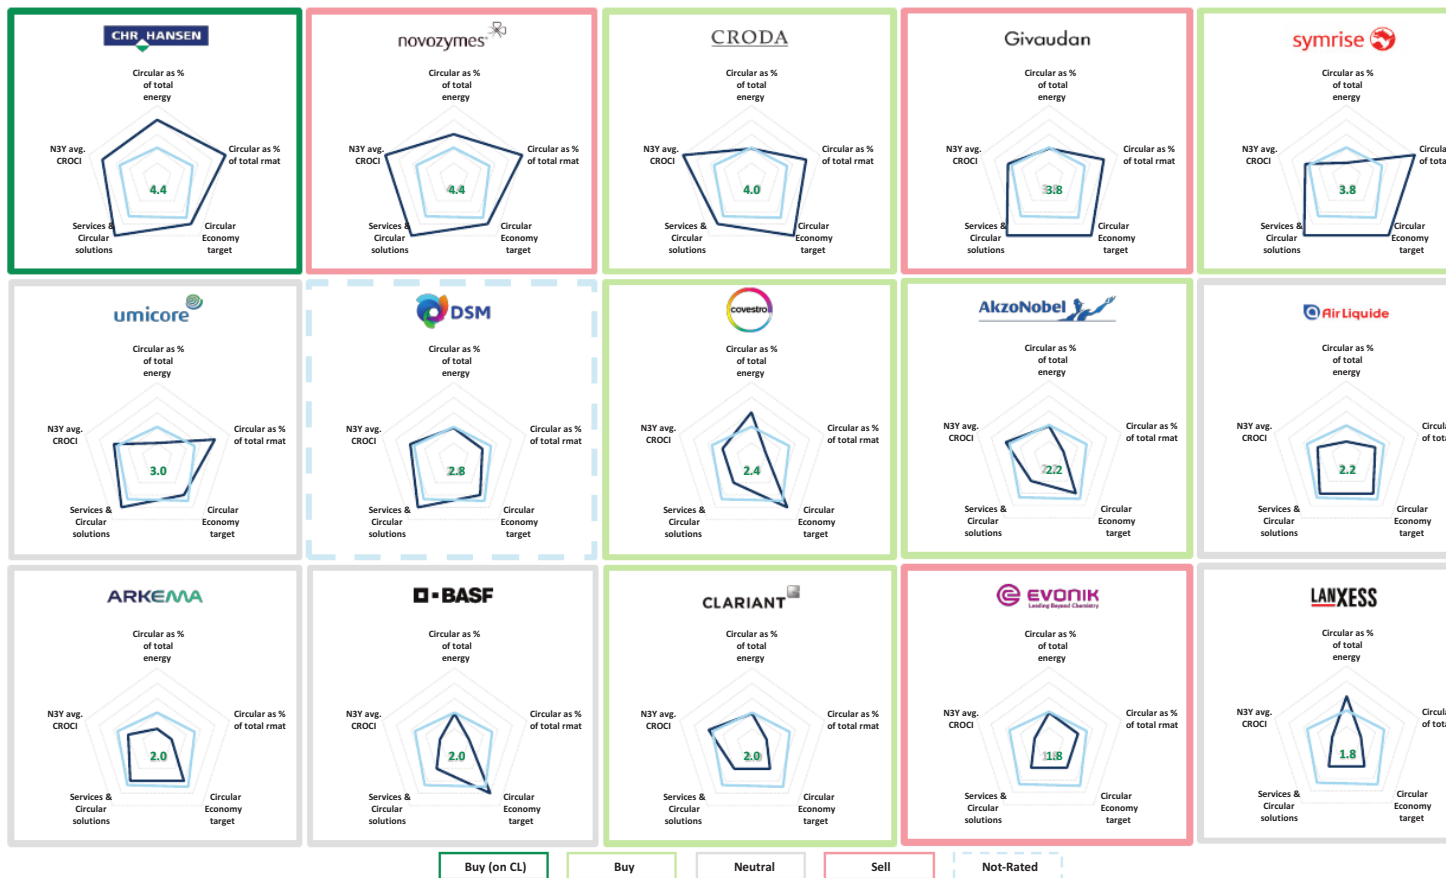 CHR HANSEN
Circular as %
of total
energy
N3Y avg.
CROCI
Circular as %
of total rmat
4.4
Services &
Circular
solutions
Circular
Economy
target
novozymes
Circular as %
of total
energy
N3Y avg.
CROCI
Circular as %
of total rmat
4.4
Services &
Circular
solutions
Circular
Economy
target
CRODA
Circular as %
of total
energy
N3Y avg.
CROCI
Circular as %
of total rmat
4.0
Services &
Circular
solutions
Circular
Economy
target
Givaudan
Circular as %
of total
energy
N3Y avg.
CROCI
Circular as %
of total rmat
3.8
Services &
Circular
solutions
Circular
Economy
target
symrise
Circular as %
of total
energy
N3Y avg.
CROCI
Circular
of total
3.8
Services &
Circular
solutions
Circular
Economy
target
umicore
Circular as %
of total
energy
N3Y avg.
CROCI
Circular as %
of total rmat
3.0
Services &
Circular
solutions
Circular
Economy
target
DSM
Circular as %
of total
energy
N3Y avg.
CROCI
Circular as %
of total rmat
2.8
Services &
Circular
solutions
Circular
Economy
target
covestro
Circular as %
of total
energy
N3Y avg.
CROCI
Circular as %
of total rmat
2.4
Services &
Circular
solutions
Circular
Economy
target
AkzoNobel
Circular as %
of total
energy
N3Y avg.
CROCI
Circular as %
of total rmat
2.2
Services &
Circular
solutions
Circular
Economy
target
Air Liquide
Circular as %
of total
energy
N3Y avg.
CROCI
Circular
of total
2.2
Services &
Circular
solutions
Circular
Economy
target
ARKEMA
Circular as %
of total
energy
N3Y avg.
CROCI
Circular as %
of total rmat
2.0
Services &
Circular
solutions
Circular
Economy
target
BASF
Circular as %
of total
energy
N3Y avg.
CROCI
Circular as %
of total rmat
2.0
Services &
Circular
solutions
Circular
Economy
target
CLARIANT
Circular as %
of total
energy
N3Y avg.
CROCI
Circular as %
of total rmat
2.0
Services &
Circular
solutions
Circular
Economy
target
EVONIK
Leading Beyond Chemistry
Circular as %
of total
energy
N3Y avg.
CROCI
Circular as %
of total rmat
1.8
Services &
Circular
solutions
Circular
Economy
target
LANXESS
Circular as %
of total
energy
N3Y avg.
CROCI
Circular
of total
1.8
Services &
Circular
solutions
Circular
Economy
target
Buy (on CL) Buy Neutral Sell Not-Rated